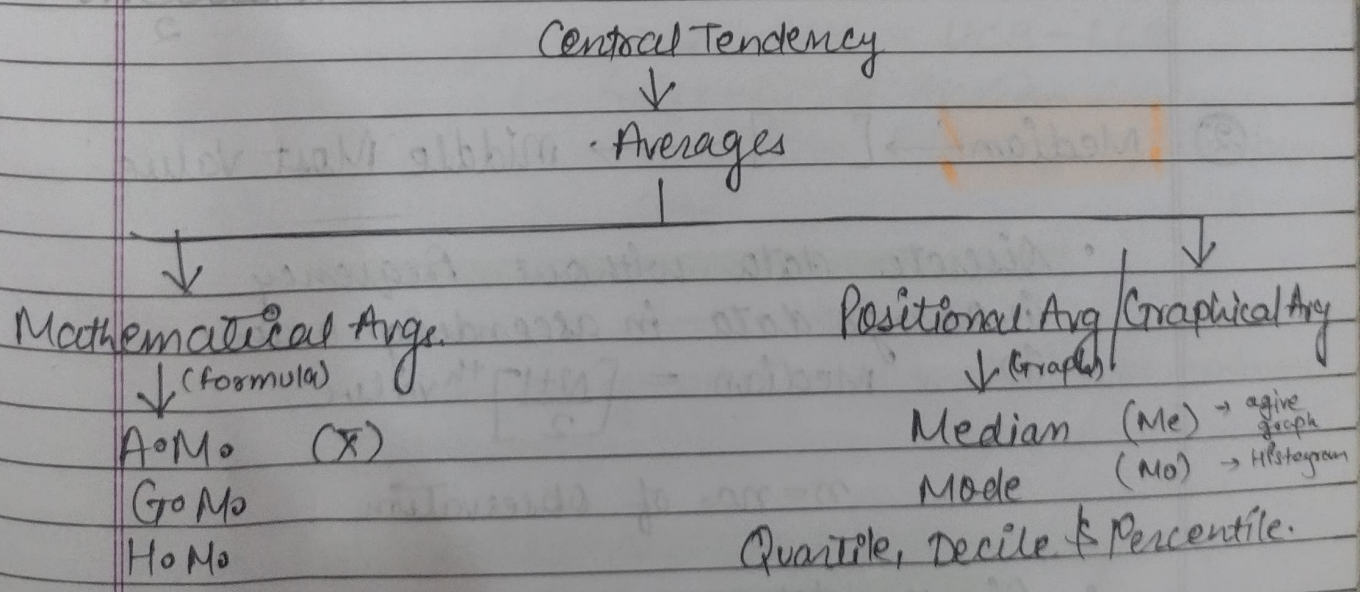 Central Tendency
↓
· Averages
Mathematical Avgs.
Positional Avg / Graphical Avg
↓ (formula)
↓ (Graph)
A.M. (x̄)
Median (Me) → ogive graph
G.M.
Mode (Mo) → Histogram
H.M.
Quartile, Decile & Percentile.